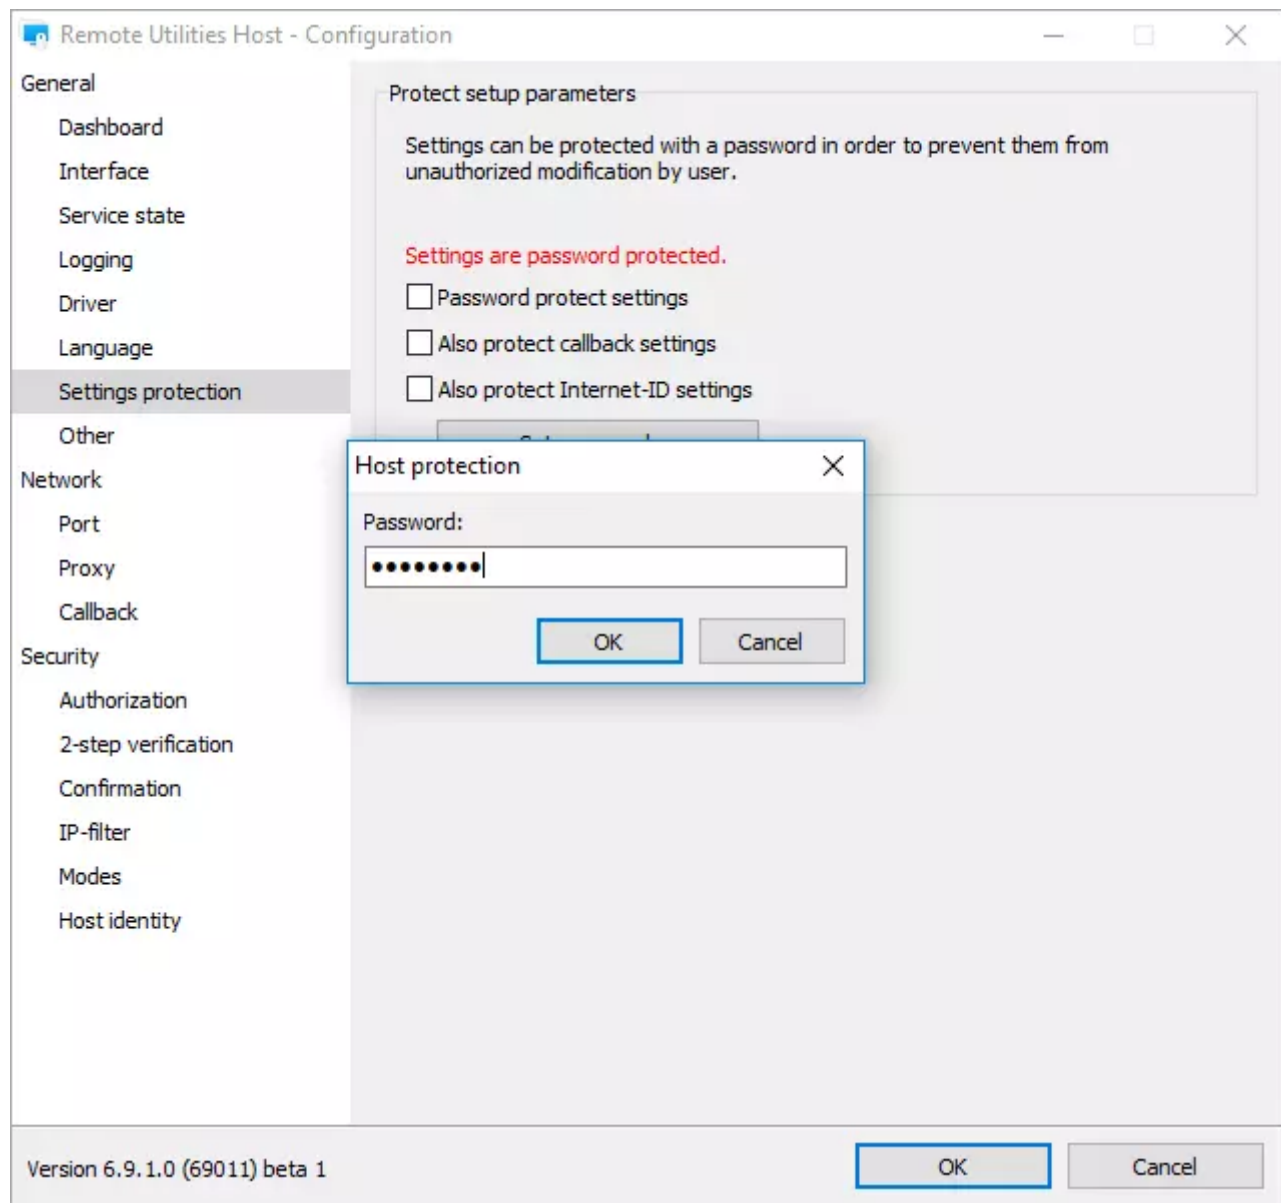 Remote Utilities Host - Configuration
General
Dashboard
Interface
Service state
Logging
Driver
Language
Settings protection
Other
Network
Port
Proxy
Callback
Security
Authorization
2-step verification
Confirmation
IP-filter
Modes
Host identity
Protect setup parameters
Settings can be protected with a password in order to prevent them from
unauthorized modification by user.
Settings are password protected.
Password protect settings
Also protect callback settings
Also protect Internet-ID settings
Host protection
Password:
••••••••
OK
Cancel
Version 6.9.1.0 (69011) beta 1
OK
Cancel